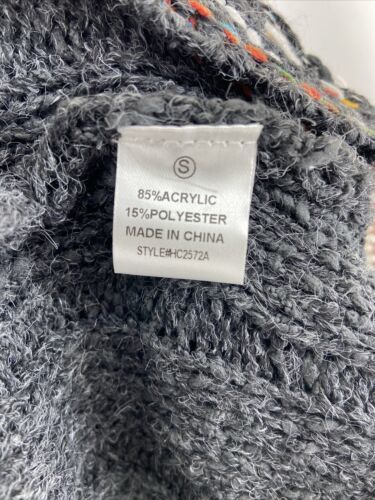 S
85%ACRYLIC
15%POLYESTER
MADE IN CHINA
STYLE#HC2572A